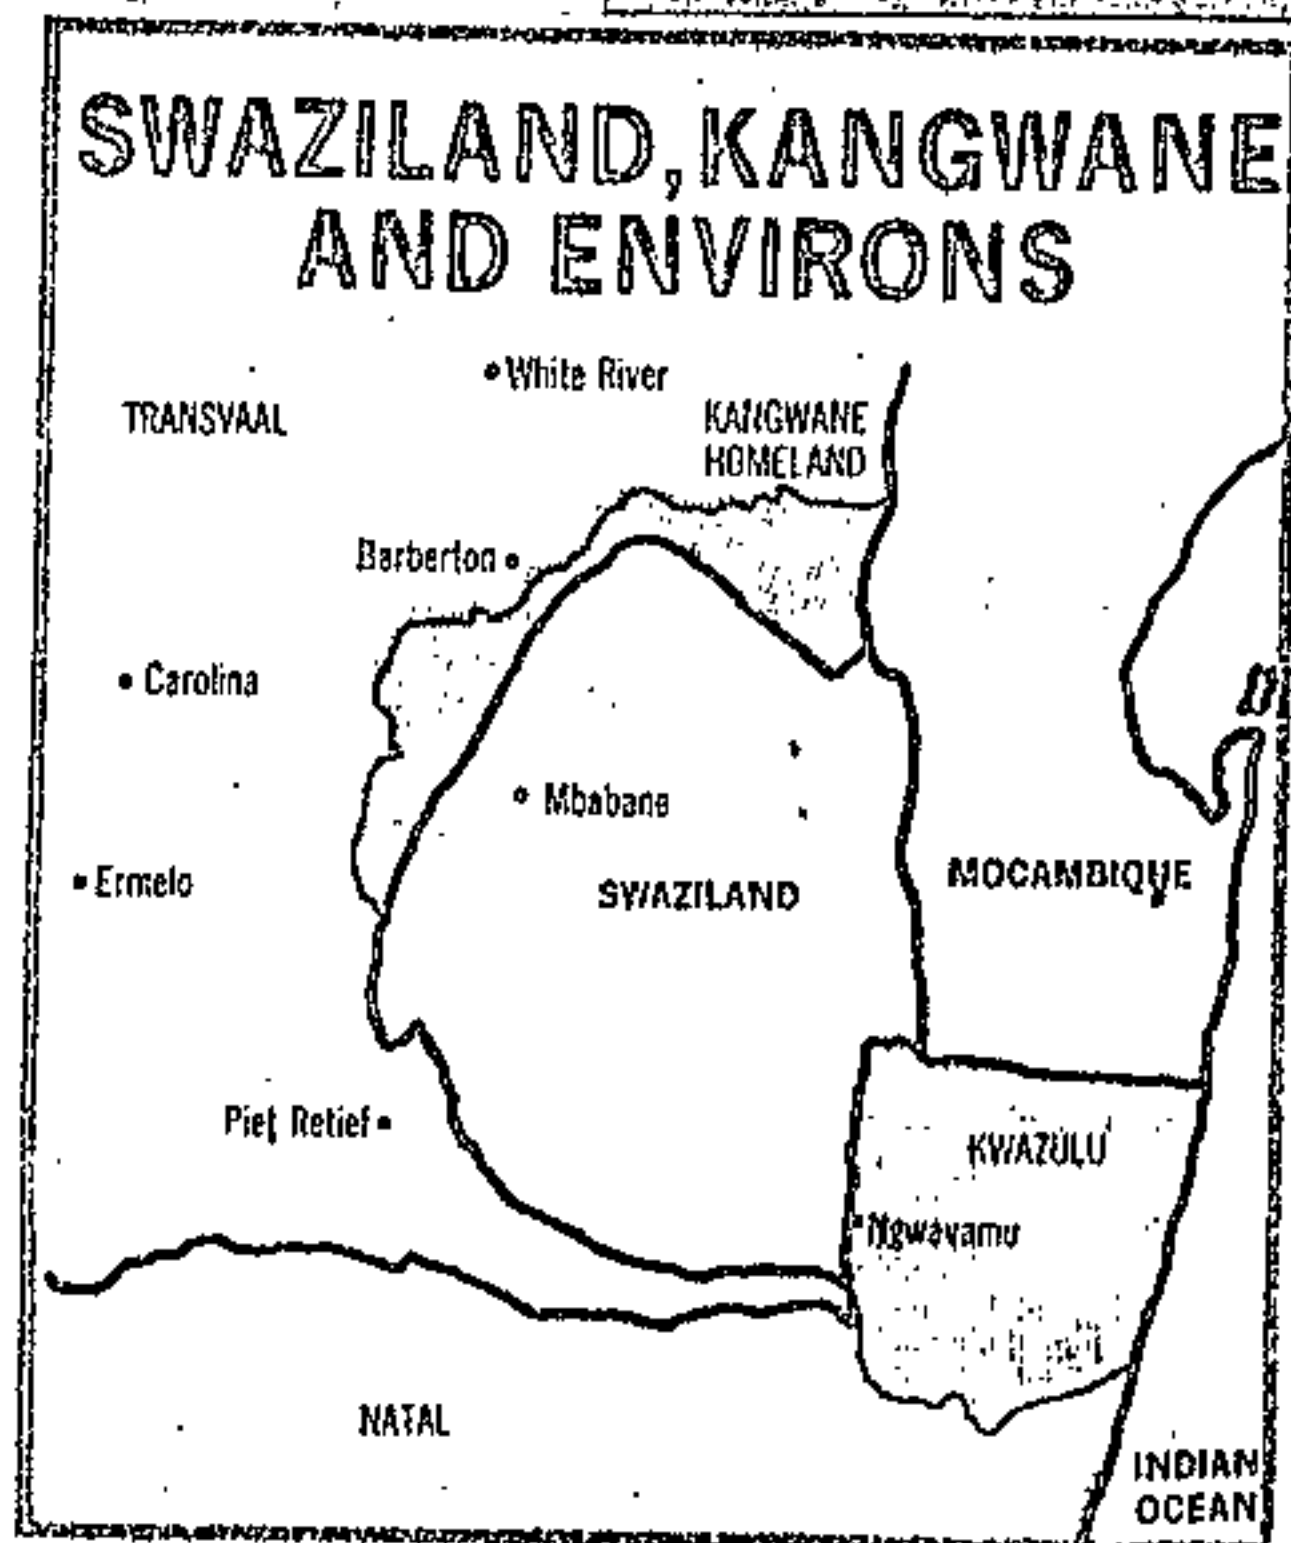 SWAZILAND, KANGWANE
AND ENVIRONS
White River
TRANSVAAL
KANGWANE
HOMELAND
Barberton
Carolina
Mbabane
Ermelo
SWAZILAND
MOCAMBIQUE
Piet Retief
KWAZULU
Ngwavamu
NATAL
INDIAN
OCEAN